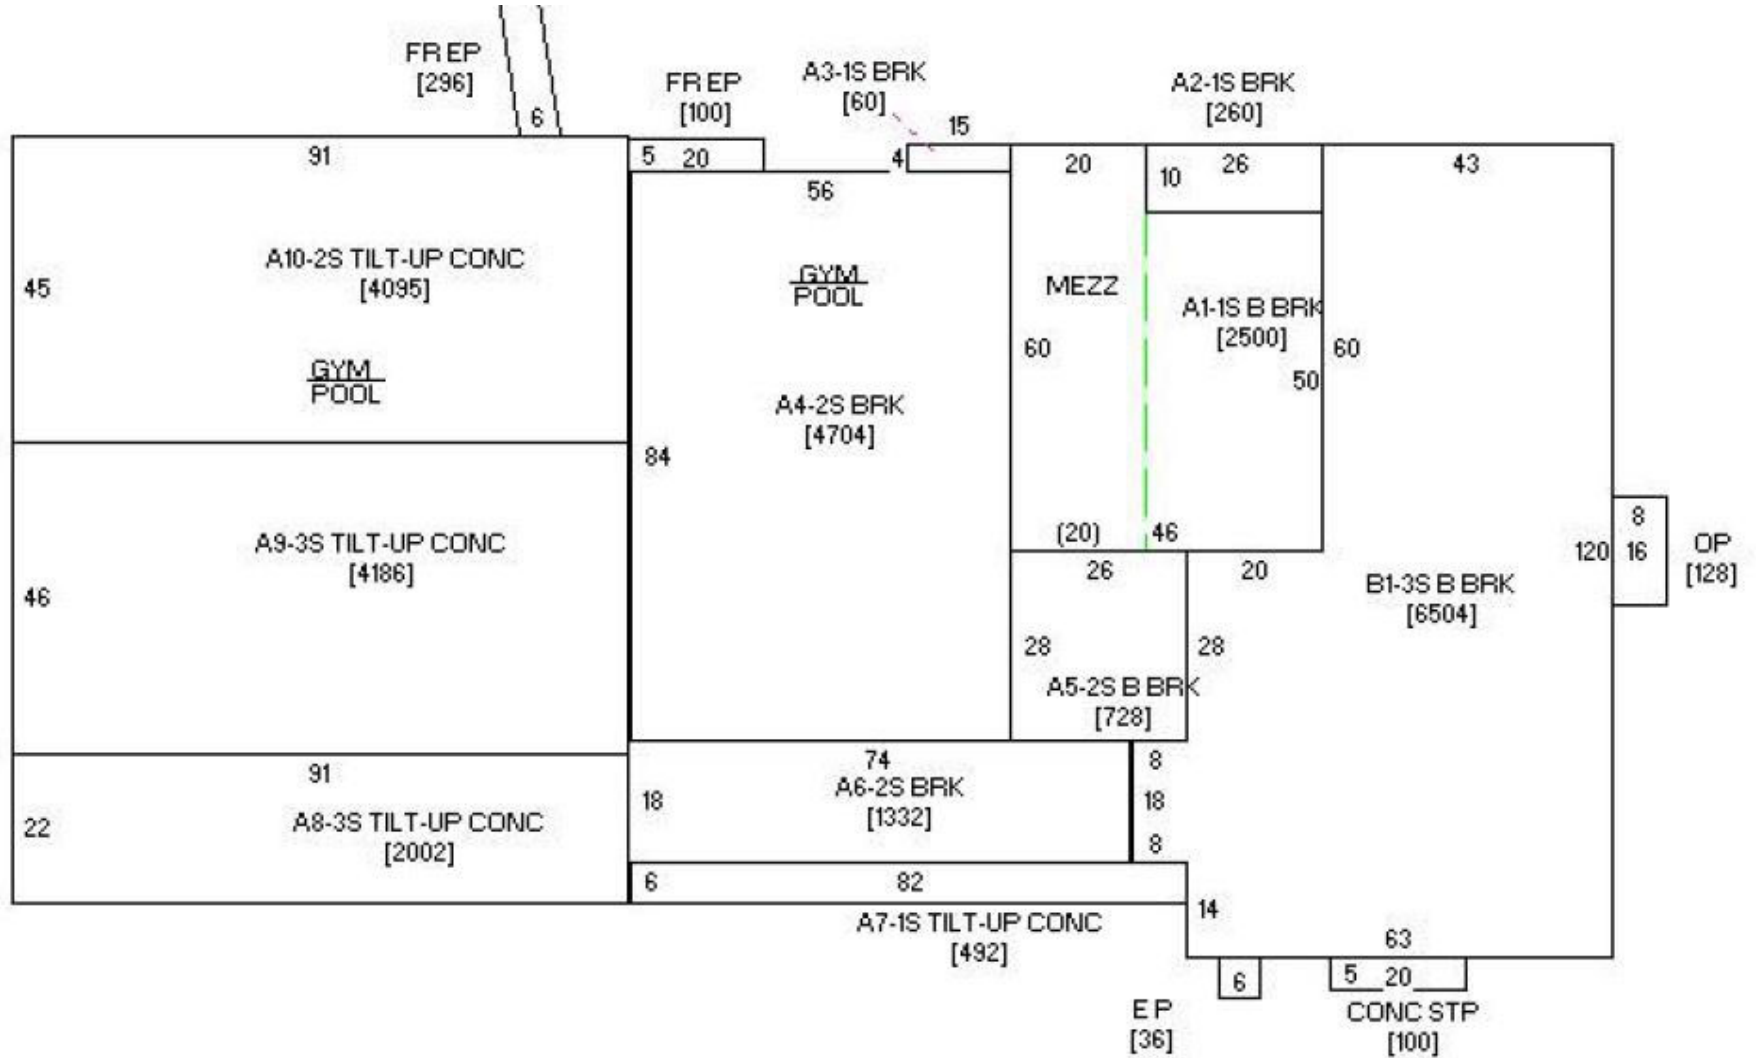 FR EP
[296]
6
FR EP
[100]
5 20
A3-1S BRK
[60]
15
4
A2-1S BRK
[260]
91
56
20
10
26
43
A10-2S TILT-UP CONC
[4095]
45
GYM
POOL
GYM
POOL
MEZZ
A1-1S B BRK
[2500]
60
50
60
A4-2S BRK
[4704]
84
A9-3S TILT-UP CONC
[4186]
46
(20)
46
26
20
28
28
A5-2S B BRK
[728]
B1-3S B BRK
[6504]
120
8
16
OP
[128]
91
22
A8-3S TILT-UP CONC
[2002]
74
18
A6-2S BRK
[1332]
8
18
8
6
82
A7-1S TILT-UP CONC
[492]
14
63
6
5 20
E P
[36]
CONC STP
[100]